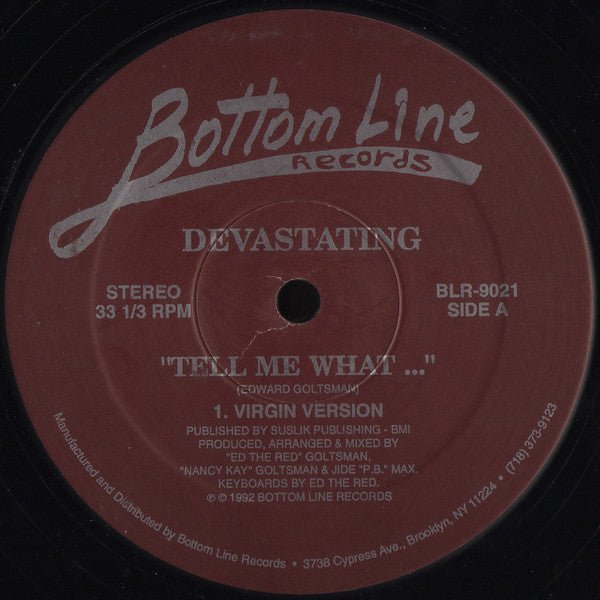 Bottom Line
Records
DEVASTATING
STEREO
33 1/3 RPM
BLR-9021
SIDE A
"TELL ME WHAT ..."
(EDWARD GOLTSMAN)
1. VIRGIN VERSION
PUBLISHED BY SUSLIK PUBLISHING - BMI
PRODUCED, ARRANGED & MIXED BY
"ED THE RED" GOLTSMAN,
"NANCY KAY" GOLTSMAN & JIDE "P.B." MAX.
KEYBOARDS BY ED THE RED.
℗ © 1992 BOTTOM LINE RECORDS
Manufactured and Distributed by Bottom Line Records • 3738 Cypress Ave., Brooklyn, NY 11224 • (718) 373-9123